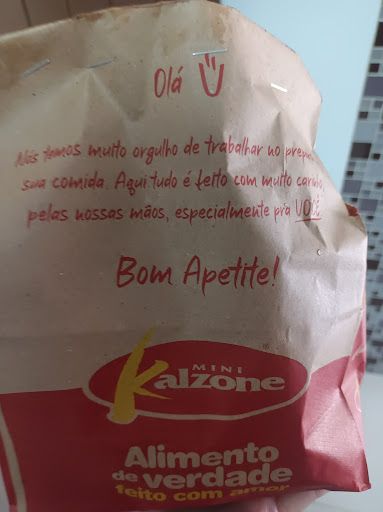 Olá
Nós temos muito orgulho de trabalhar no
sua comida. Aqui tudo é feito com muito
pelas nossas mãos, especialmente pra VOCÊ
Bom Apetite!
MINI
Kalzone
Alimento
de verdade
feito com amor